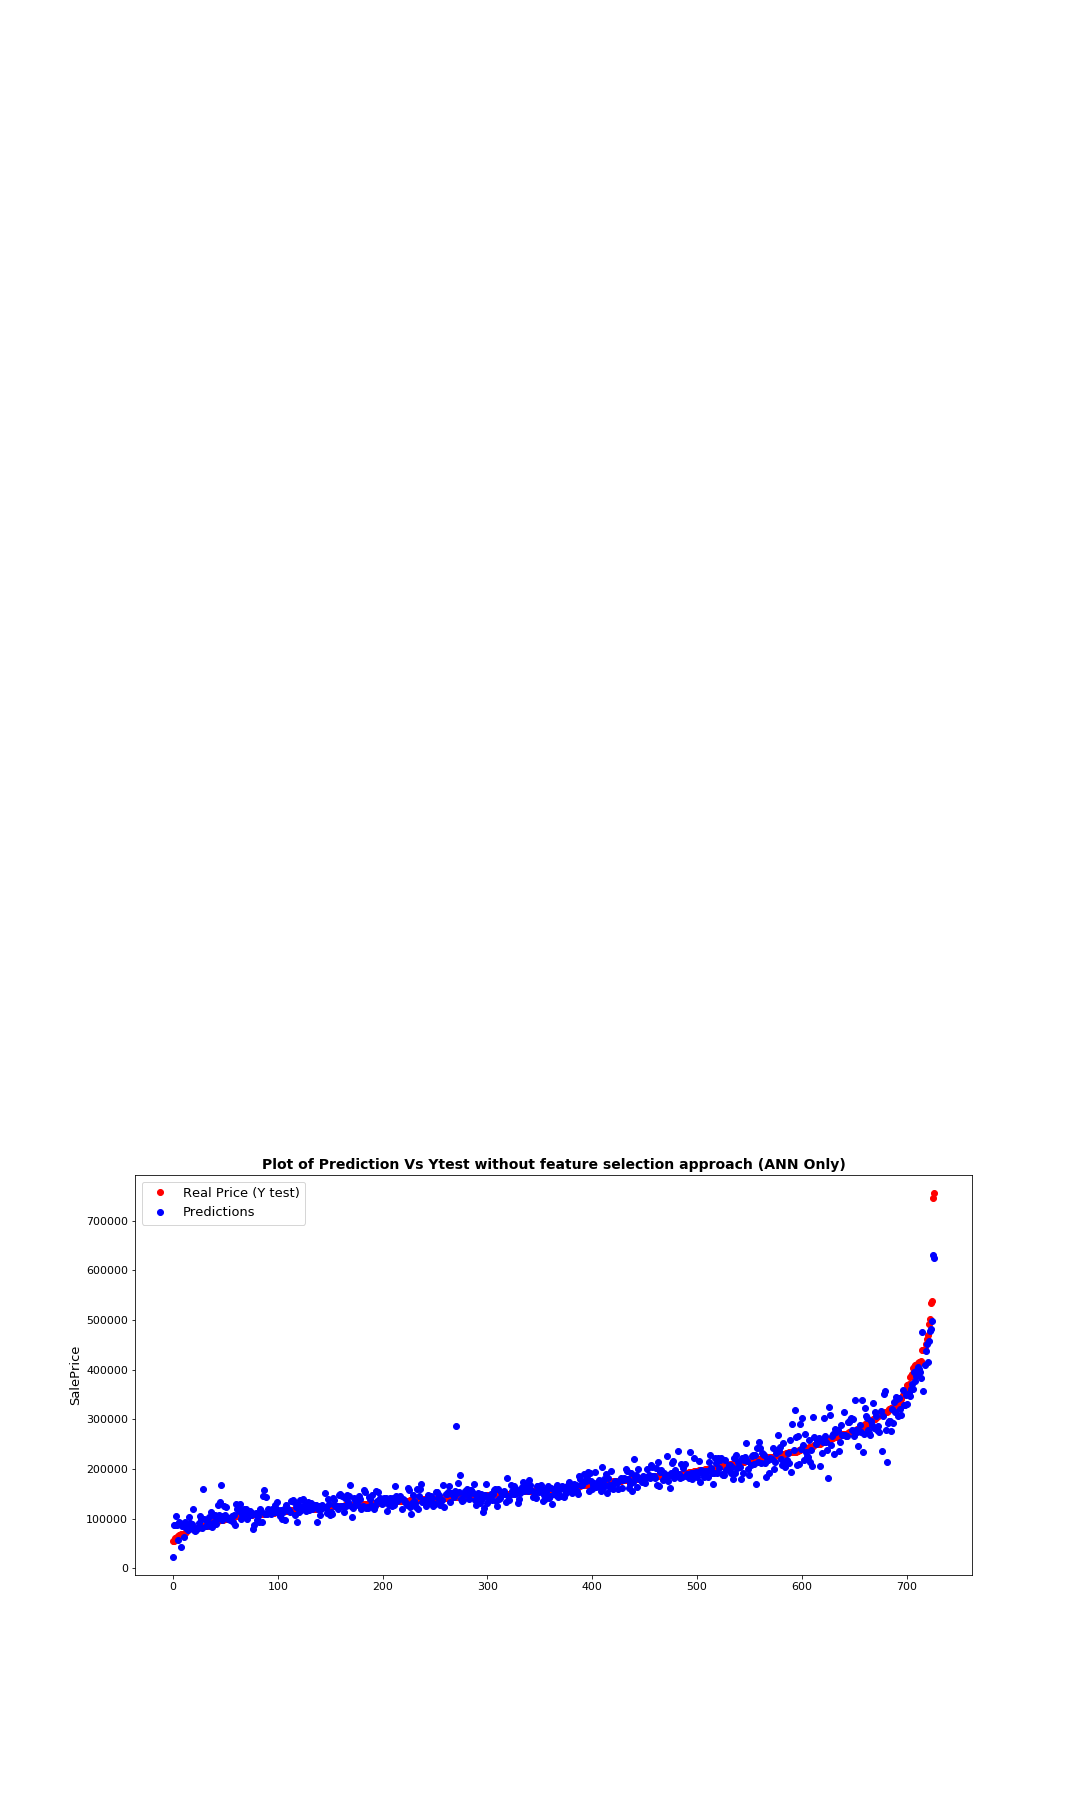 Plot of Prediction Vs Ytest without feature selection approach (ANN Only)
Real Price (Y test)
Predictions
700000
600000
500000
400000
300000
200000
100000
0
SalePrice
0 100 200 300 400 500 600 700